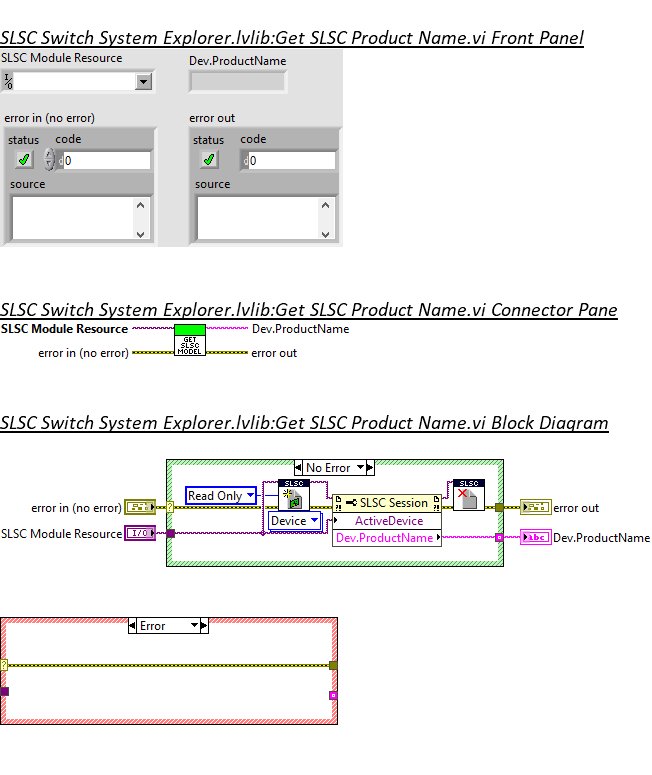 SLSC Switch System Explorer.lvlib:Get SLSC Product Name.vi Front Panel
SLSC Module Resource
Dev.ProductName
I/O
error in (no error)
error out
status code
status code
d0
d0
source
source
SLSC Switch System Explorer.lvlib:Get SLSC Product Name.vi Connector Pane
SLSC Module Resource
Dev.ProductName
GET
SLSC
MODEL
error in (no error)
error out
SLSC Switch System Explorer.lvlib:Get SLSC Product Name.vi Block Diagram
No Error
SLSC
SLSC
Read Only
SLSC Session
error in (no error)
?
error out
Device
ActiveDevice
SLSC Module Resource
I/O
Dev.ProductName
abc
Dev.ProductName
Error
?